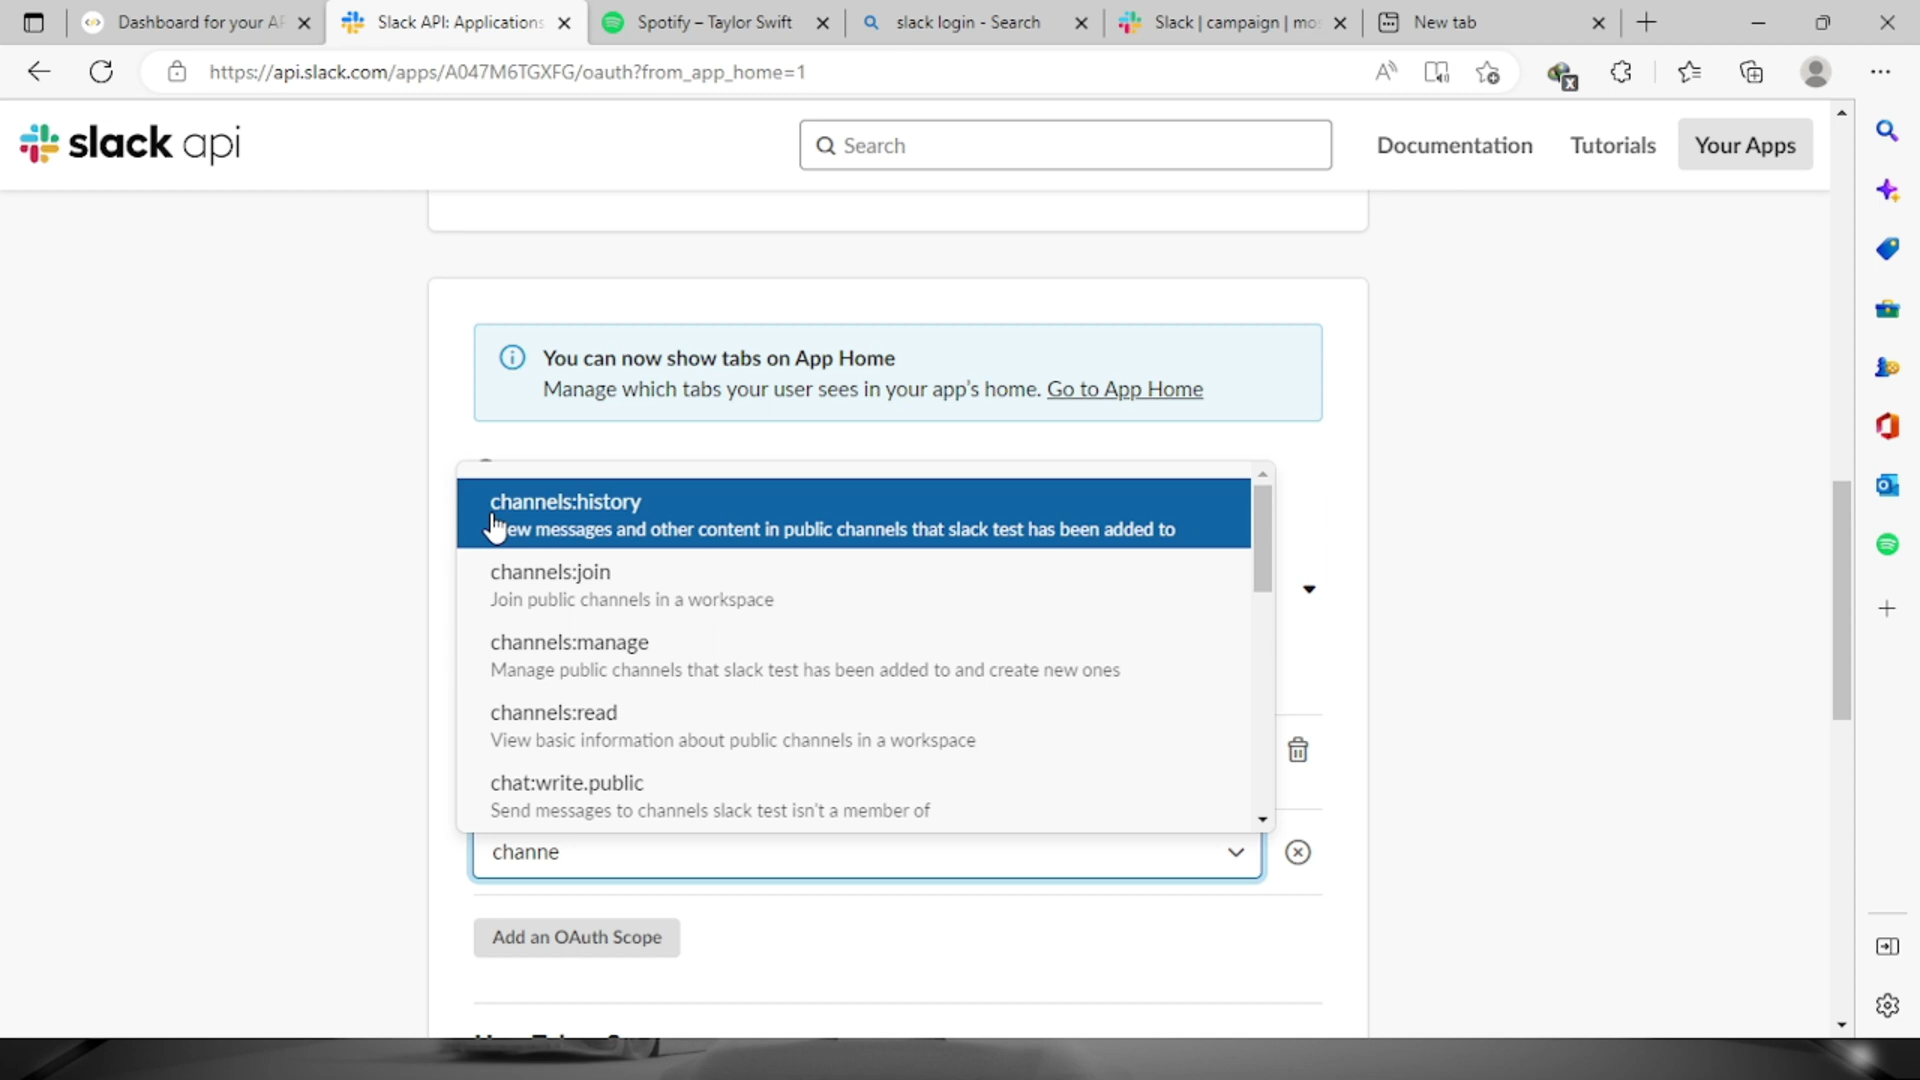 Dashboard for your AP
Slack API: Applications
Spotify – Taylor Swift
slack login - Search
Slack | campaign | mos
New tab
https://api.slack.com/apps/A047M6TGXFG/oauth?from_app_home=1
slack api
Search
Documentation
Tutorials
Your Apps
You can now show tabs on App Home
Manage which tabs your user sees in your app's home. Go to App Home
channels:history
ew messages and other content in public channels that slack test has been added to
channels:join
Join public channels in a workspace
channels:manage
Manage public channels that slack test has been added to and create new ones
channels:read
View basic information about public channels in a workspace
chat:write.public
Send messages to channels slack test isn't a member of
channe
Add an OAuth Scope